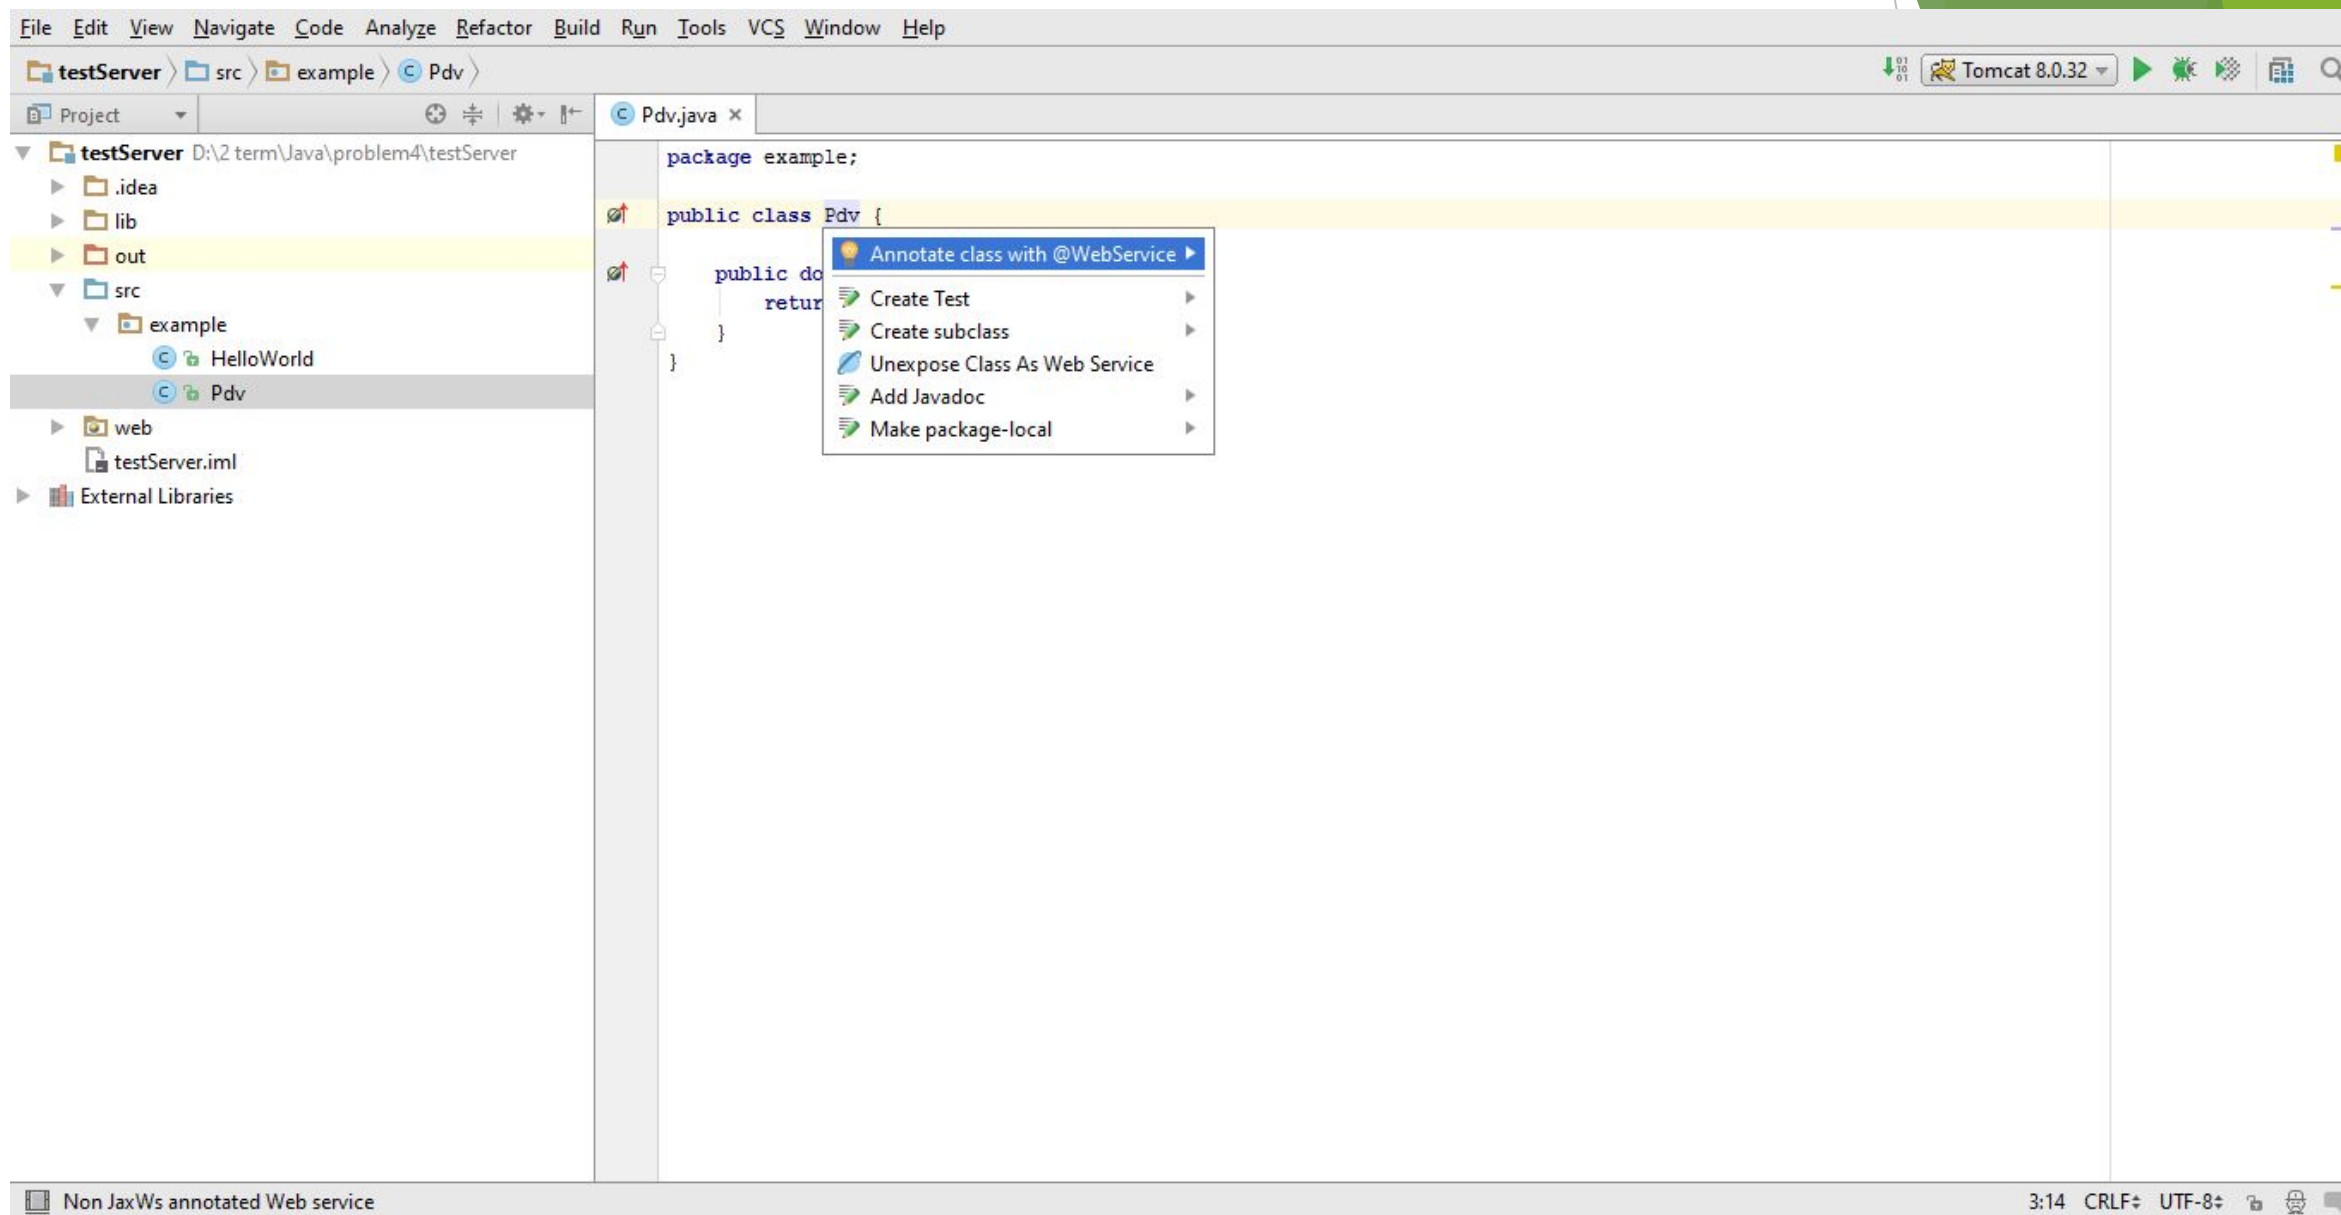 File Edit View Navigate Code Analyze Refactor Build Run Tools VCS Window Help
testServer src example Pdv Tomcat 8.0.32
Project Pdv.java ×
testServer D:\2 term\Java\problem4\testServer
.idea
lib
out
src
example
HelloWorld
Pdv
web
testServer.iml
External Libraries
package example;
public class Pdv {
public do
retur
}
}
Annotate class with @WebService
Create Test
Create subclass
Unexpose Class As Web Service
Add Javadoc
Make package-local
Non JaxWs annotated Web service 3:14 CRLF UTF-8